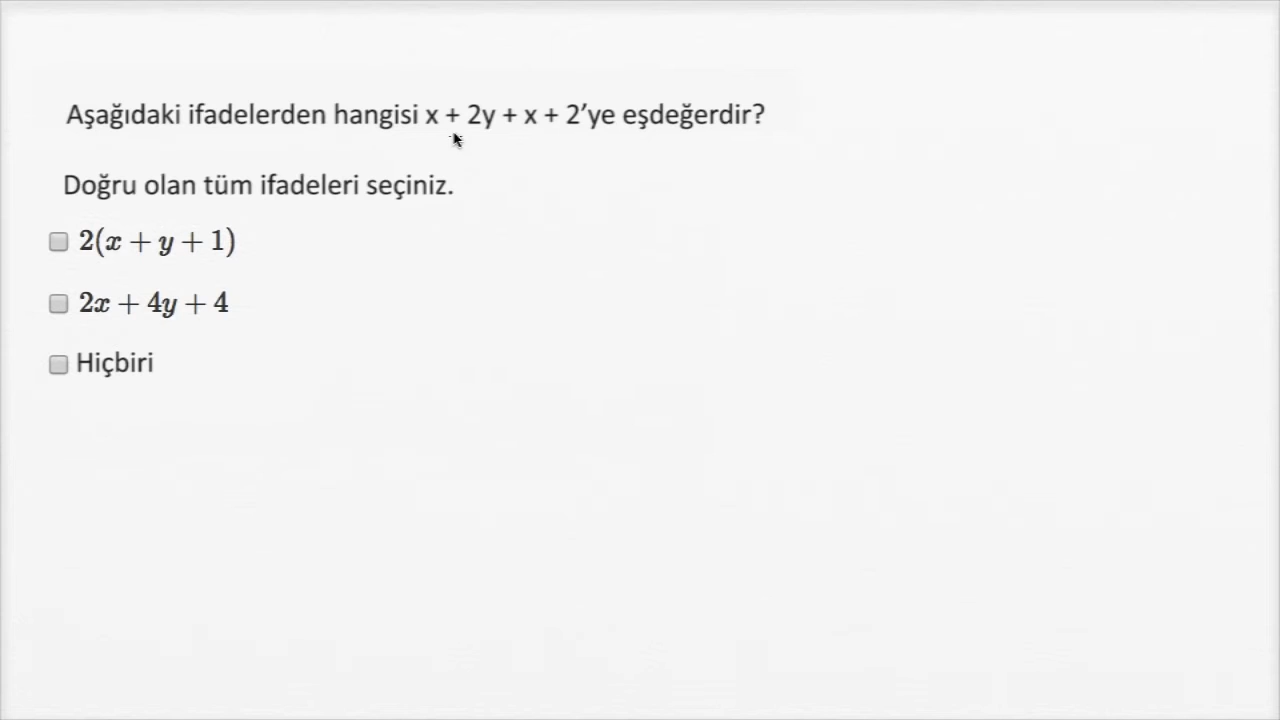 Aşağıdaki ifadelerden hangisi x + 2y + x + 2’ye eşdeğerdir?
Doğru olan tüm ifadeleri seçiniz.
2(x + y + 1)
2x + 4y + 4
Hiçbiri